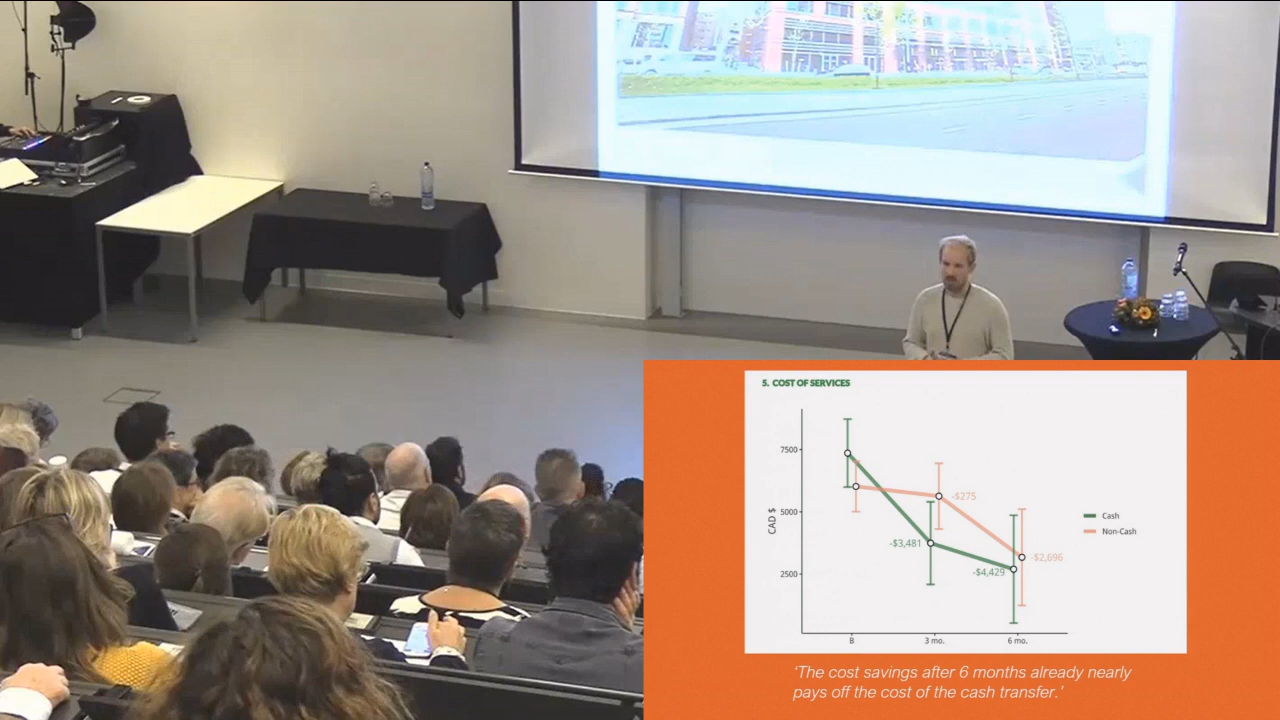 5. COST OF SERVICES
7500
5000
2500
CAD $
-$275
-$3,481
-$2,696
-$4,429
Cash
Non-Cash
B
3 mo.
6 mo.
‘The cost savings after 6 months already nearly
pays off the cost of the cash transfer.’